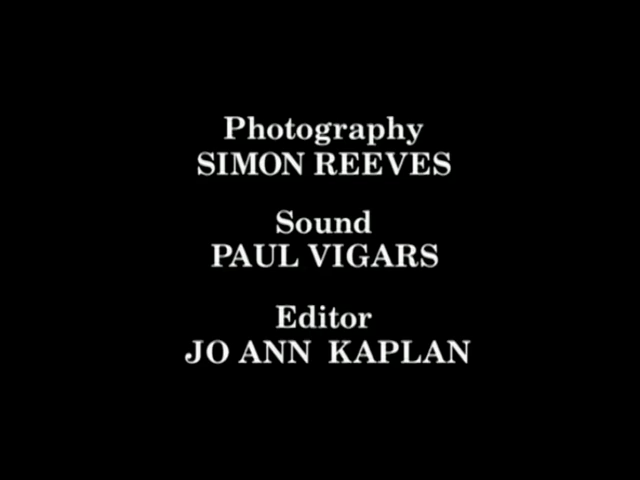 Photography
SIMON REEVES
Sound
PAUL VIGARS
Editor
JO ANN KAPLAN